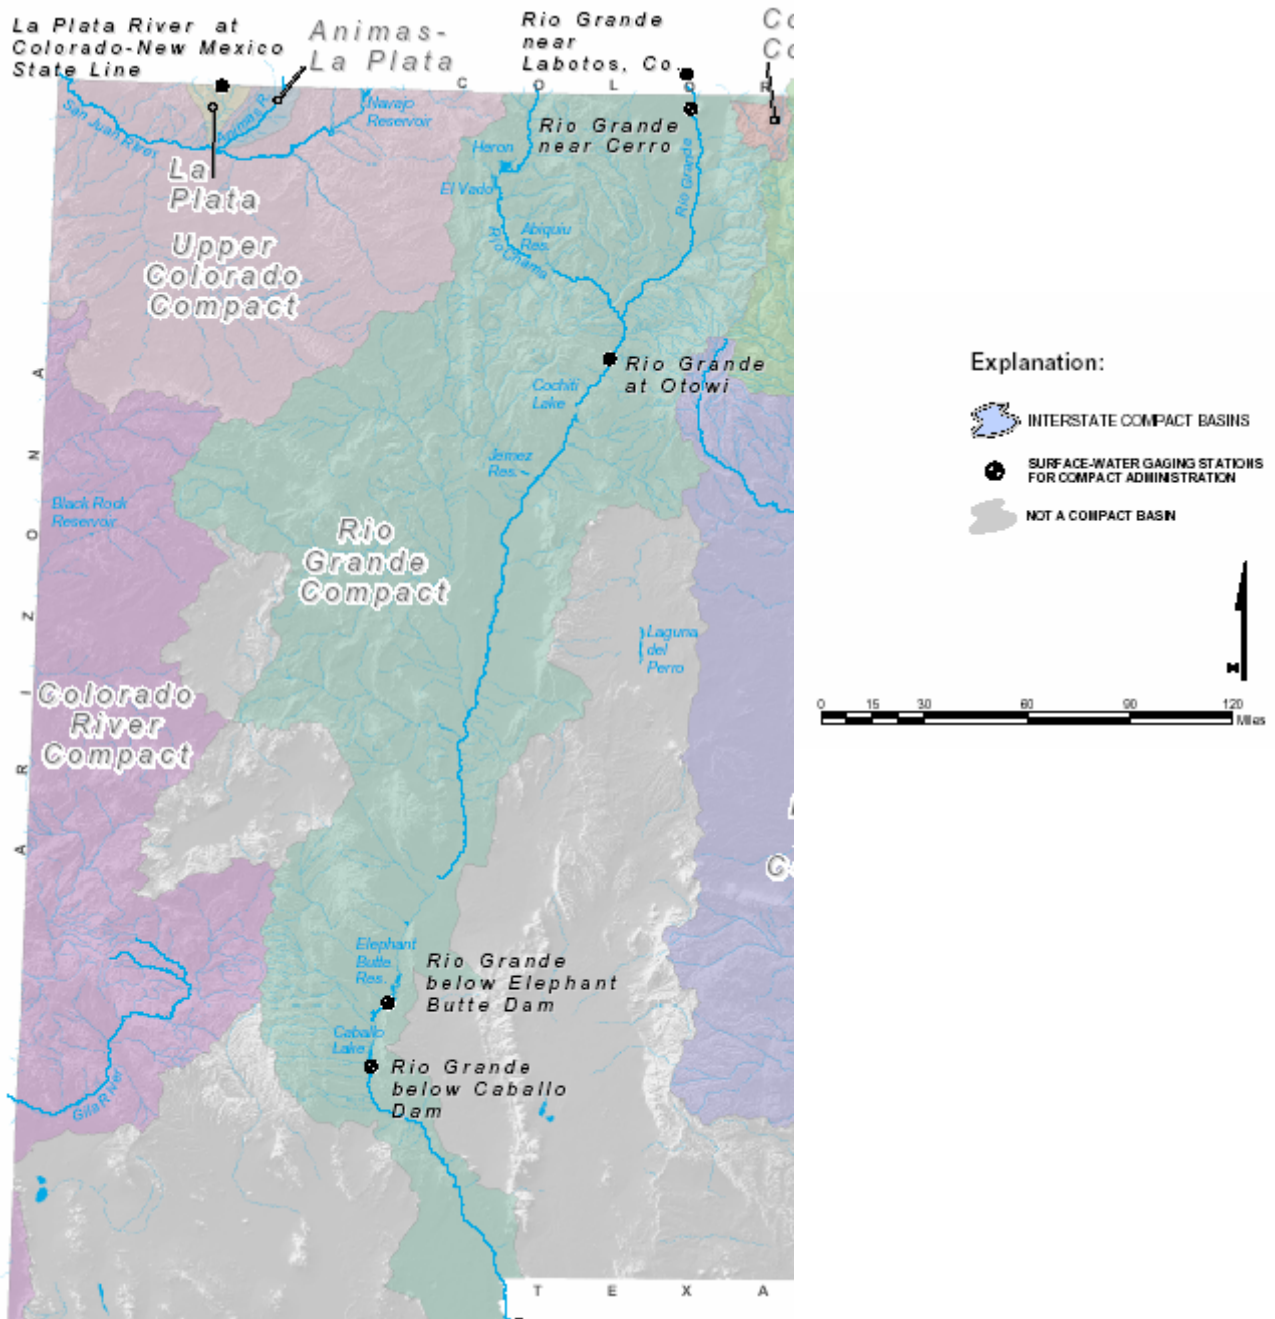 La Plata River at
Colorado-New Mexico
State Line
Animas-
La Plata
Rio Grande
near
Labotos, Co.
Co
Co
C O L O R
San Juan River
Animas R.
Navajo
Reservoir
La
Plata
Rio Grande
near Cerro
Heron
El Vado
Rio Grande
Abiquiu
Res.
Rio Chama
Upper
Colorado
Compact
Rio Grande
at Otowi
Cochiti
Lake
Jemez
Res.
Black Rock
Reservoir
Rio
Grande
Compact
Laguna
del
Perro
Colorado
River
Compact
A
N
O
Z
I
R
A
Elephant
Butte
Res.
Rio Grande
below Elephant
Butte Dam
Caballo
Lake
Rio Grande
below Caballo
Dam
Gila River
T E X A
Explanation:
INTERSTATE COMPACT BASINS
SURFACE-WATER GAGING STATIONS
FOR COMPACT ADMINISTRATION
NOT A COMPACT BASIN
N
0 15 30 60 90 120
Miles